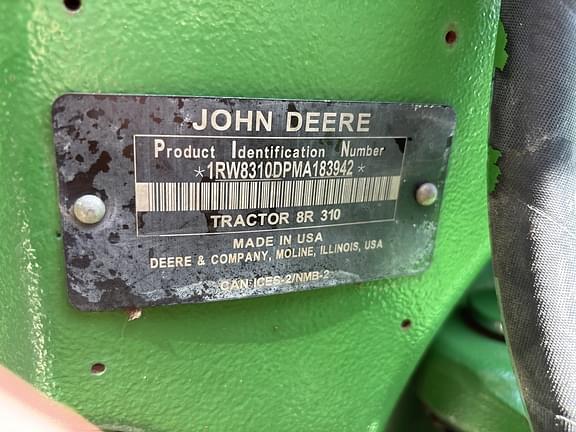 JOHN DEERE
Product Identification Number
*1RW8310DPMA183942*
TRACTOR 8R 310
MADE IN USA
DEERE & COMPANY, MOLINE, ILLINOIS, USA
CAN ICES-2/NMB-2